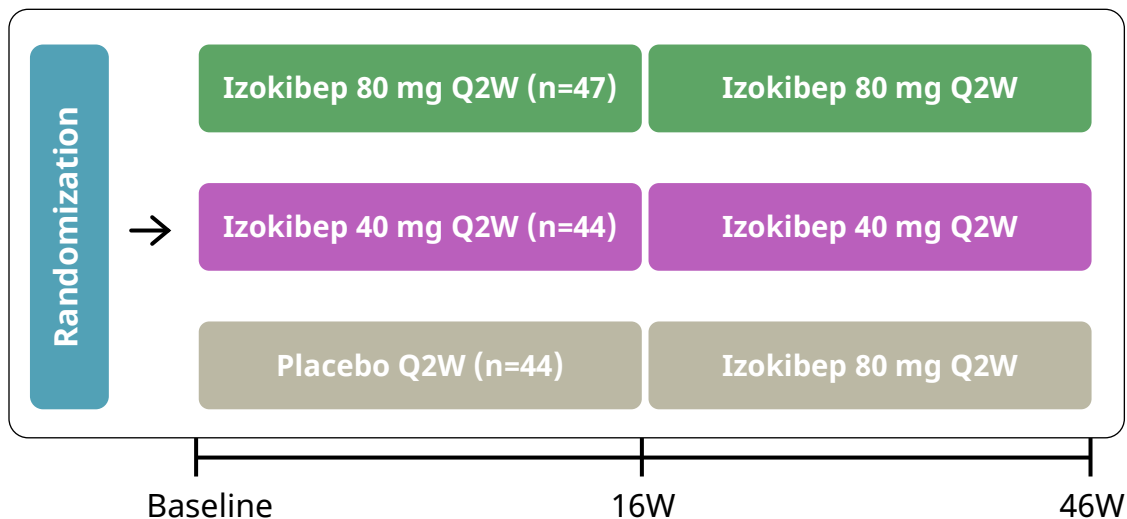 Randomization
Izokibep 80 mg Q2W (n=47)
Izokibep 80 mg Q2W
Izokibep 40 mg Q2W (n=44)
Izokibep 40 mg Q2W
Placebo Q2W (n=44)
Izokibep 80 mg Q2W
Baseline
16W
46W